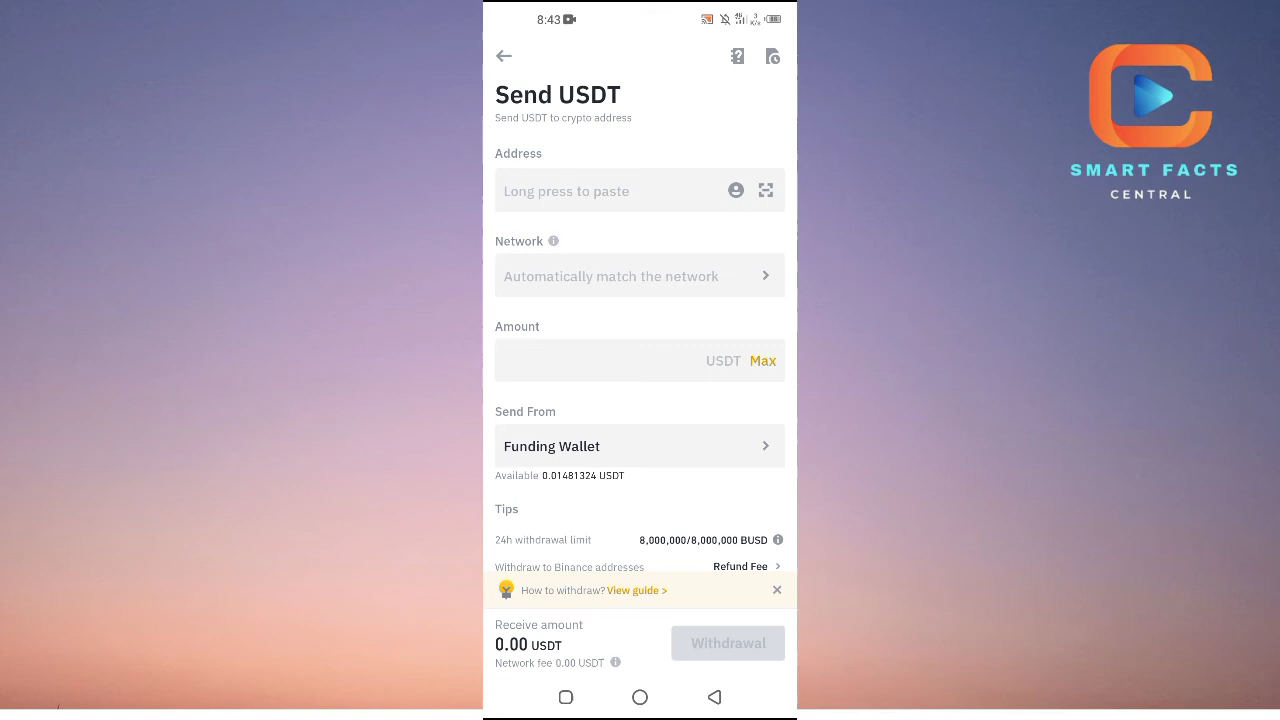 8:43
4G
3
K/s
Send USDT
Send USDT to crypto address
Address
Long press to paste
Network
Automatically match the network
Amount
USDT Max
Send From
Funding Wallet
Available 0.01481324 USDT
Tips
24h withdrawal limit 8,000,000/8,000,000 BUSD
Withdraw to Binance addresses Refund Fee
How to withdraw? View guide >
Receive amount
0.00 USDT
Withdrawal
Network fee 0.00 USDT
SMART FACTS
CENTRAL